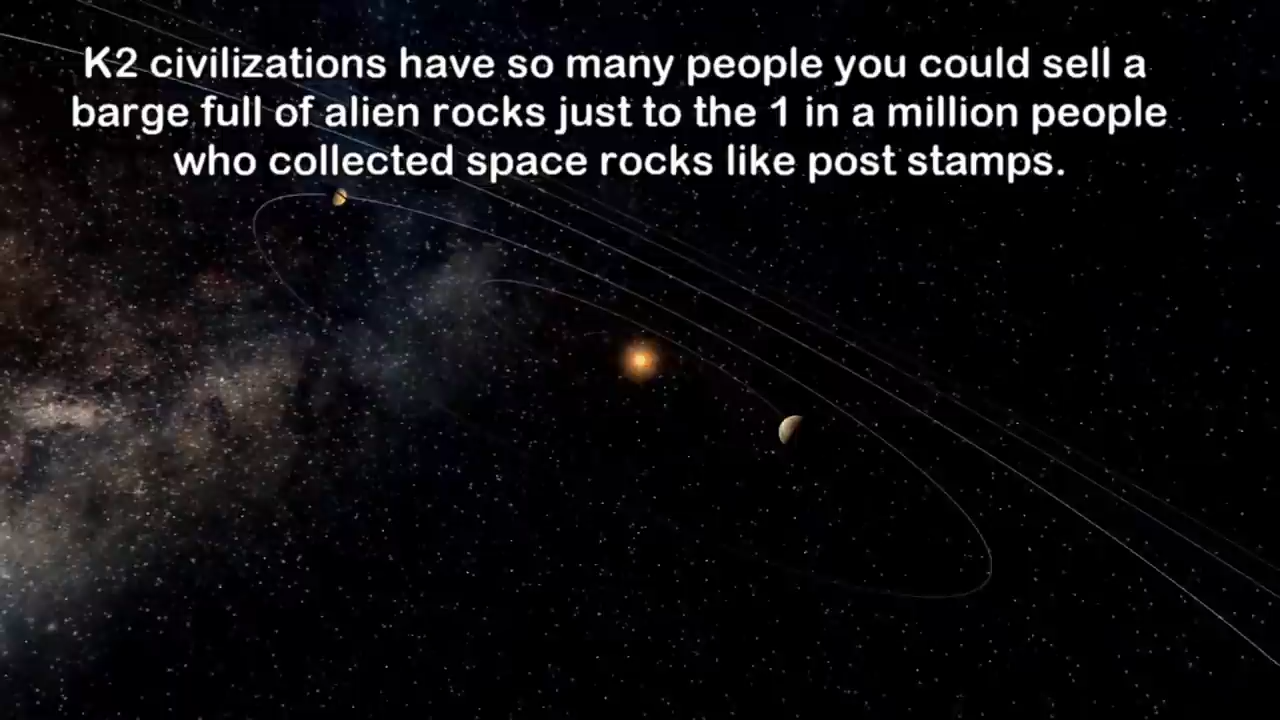 K2 civilizations have so many people you could sell a
barge full of alien rocks just to the 1 in a million people
who collected space rocks like post stamps.